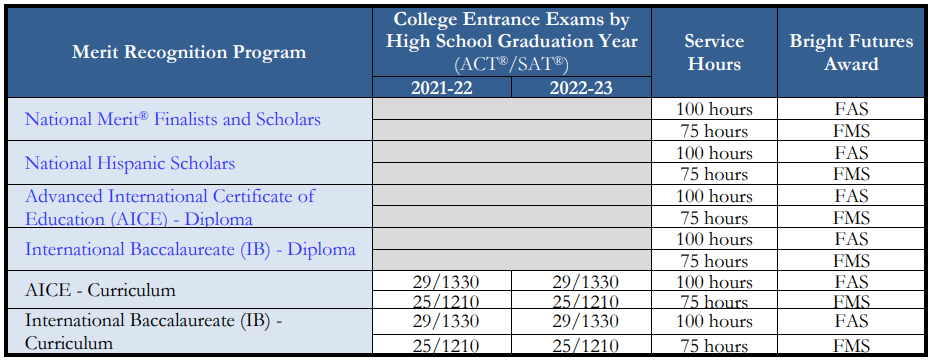 Merit Recognition Program
College Entrance Exams by
High School Graduation Year
(ACT®/SAT®)
2021-22 2022-23
Service
Hours
Bright Futures
Award
National Merit® Finalists and Scholars
100 hours FAS
75 hours FMS
National Hispanic Scholars
100 hours FAS
75 hours FMS
Advanced International Certificate of
Education (AICE) - Diploma
100 hours FAS
75 hours FMS
International Baccalaureate (IB) - Diploma
100 hours FAS
75 hours FMS
AICE - Curriculum
29/1330 29/1330 100 hours FAS
25/1210 25/1210 75 hours FMS
International Baccalaureate (IB) -
Curriculum
29/1330 29/1330 100 hours FAS
25/1210 25/1210 75 hours FMS